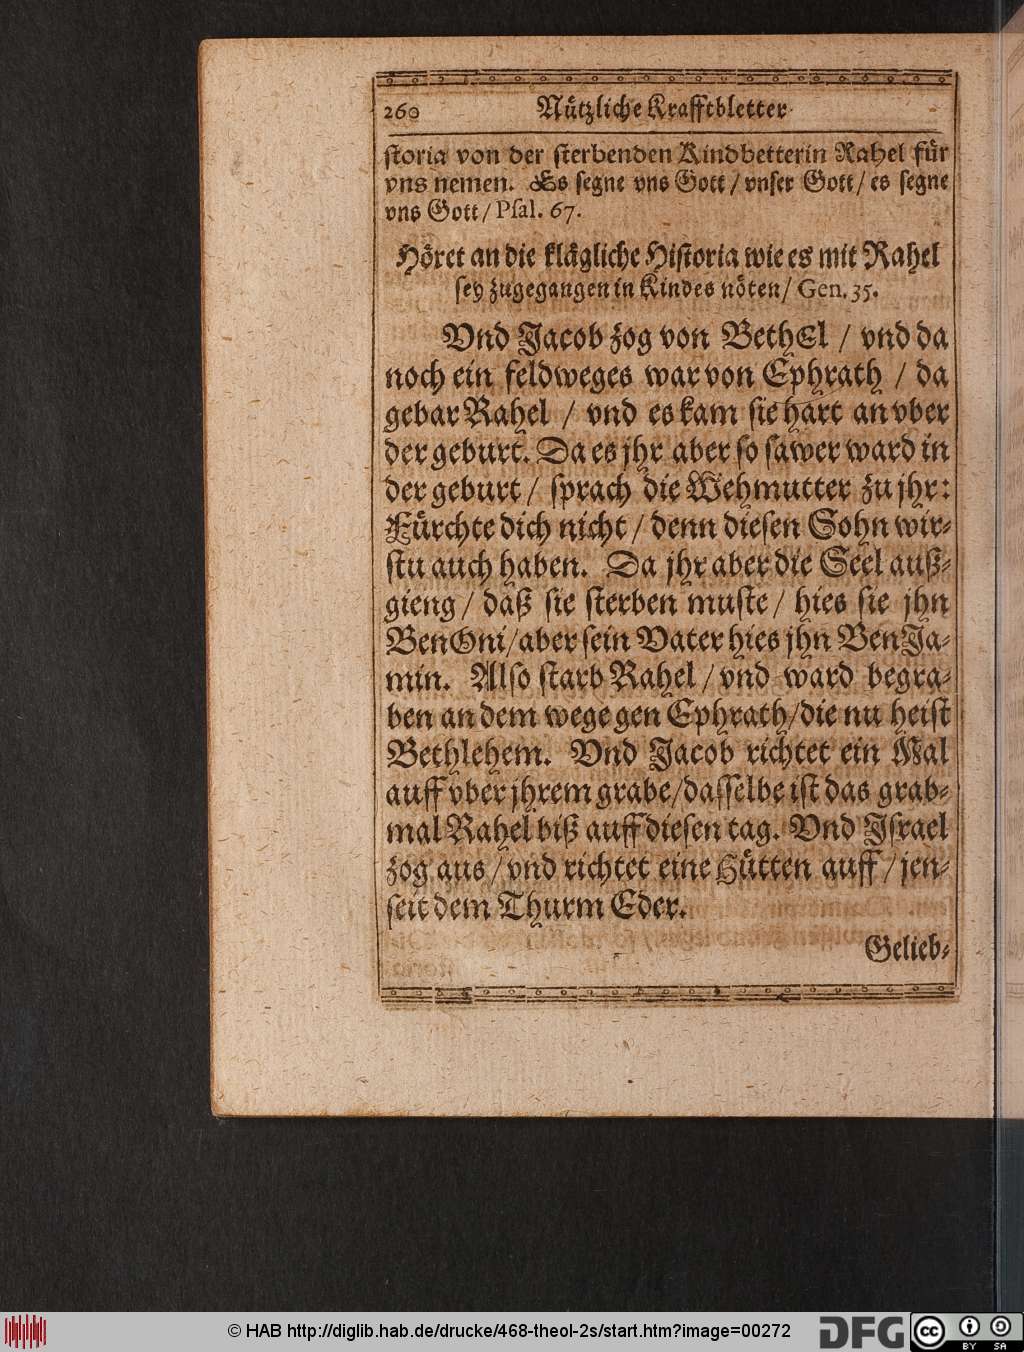 260 Nützliche Krafftbletter
storia von der sterbenden Kindbetterin Rahel für
vns nemen. Es segne vns Gott / vnser Gott / es segne
vns Gott / Psal. 67.
Höret an die klägliche Historia wie es mit Rahel
sey zugegangen in Kindes nöten / Gen. 35.
Vnd Jacob zog von BethEl / vnd da
noch ein feldweges war von Ephrath / da
gebar Rahel / vnd es kam sie hart an vber
der geburt. Da es jhr aber so sawer ward in
der geburt / sprach die Wehmutter zu jhr:
Fürchte dich nicht / denn diesen Sohn wir-
stu auch haben. Da jhr aber die Seel auß-
gieng / daß sie sterben muste / hies sie jhn
BenOni / aber sein Vater hies jhn BenJa-
min. Also starb Rahel / vnd ward begra-
ben an dem wege gen Ephrath / die nu heist
Bethlehem. Vnd Jacob richtet ein Mal
auff vber jhrem grabe / dasselbe ist das grab-
mal Rahel biß auff diesen tag. Vnd Israel
zog aus / vnd richtet eine Hütten auff / jen-
seit dem Thurm Eder.
Gelieb-
© HAB http://diglib.hab.de/drucke/468-theol-2s/start.htm?image=00272
DFG
cc BY SA